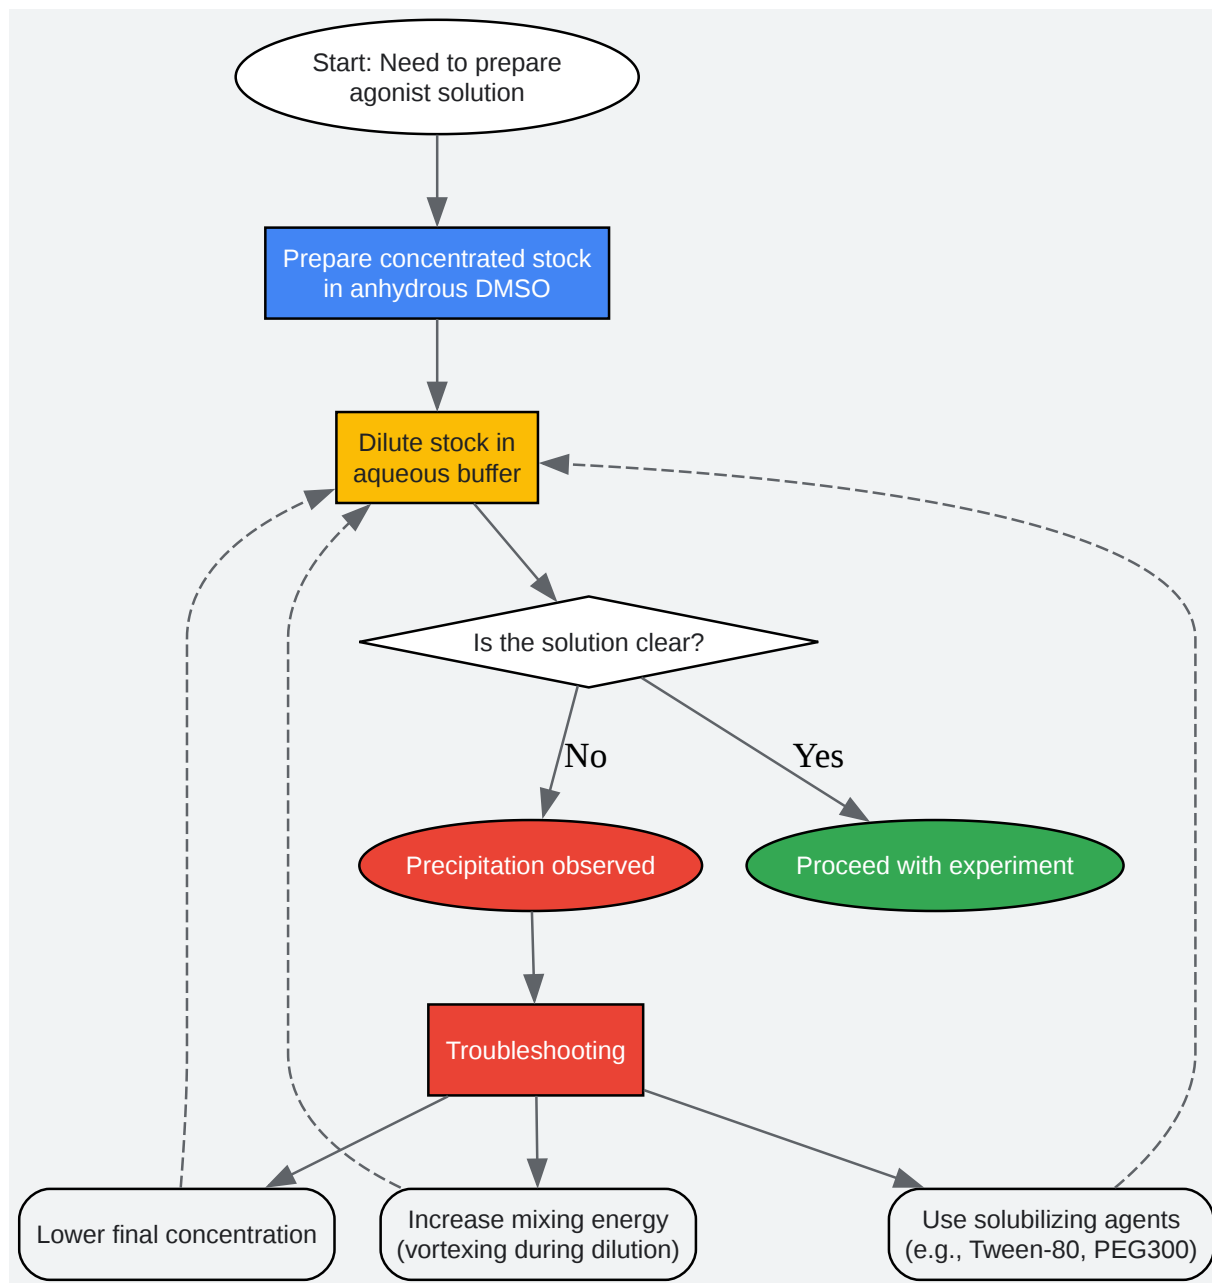 Start: Need to prepare
agonist solution
Prepare concentrated stock
in anhydrous DMSO
Dilute stock in
aqueous buffer
Is the solution clear?
No
Yes
Precipitation observed
Proceed with experiment
Troubleshooting
Lower final concentration
Increase mixing energy
(vortexing during dilution)
Use solubilizing agents
(e.g., Tween-80, PEG300)